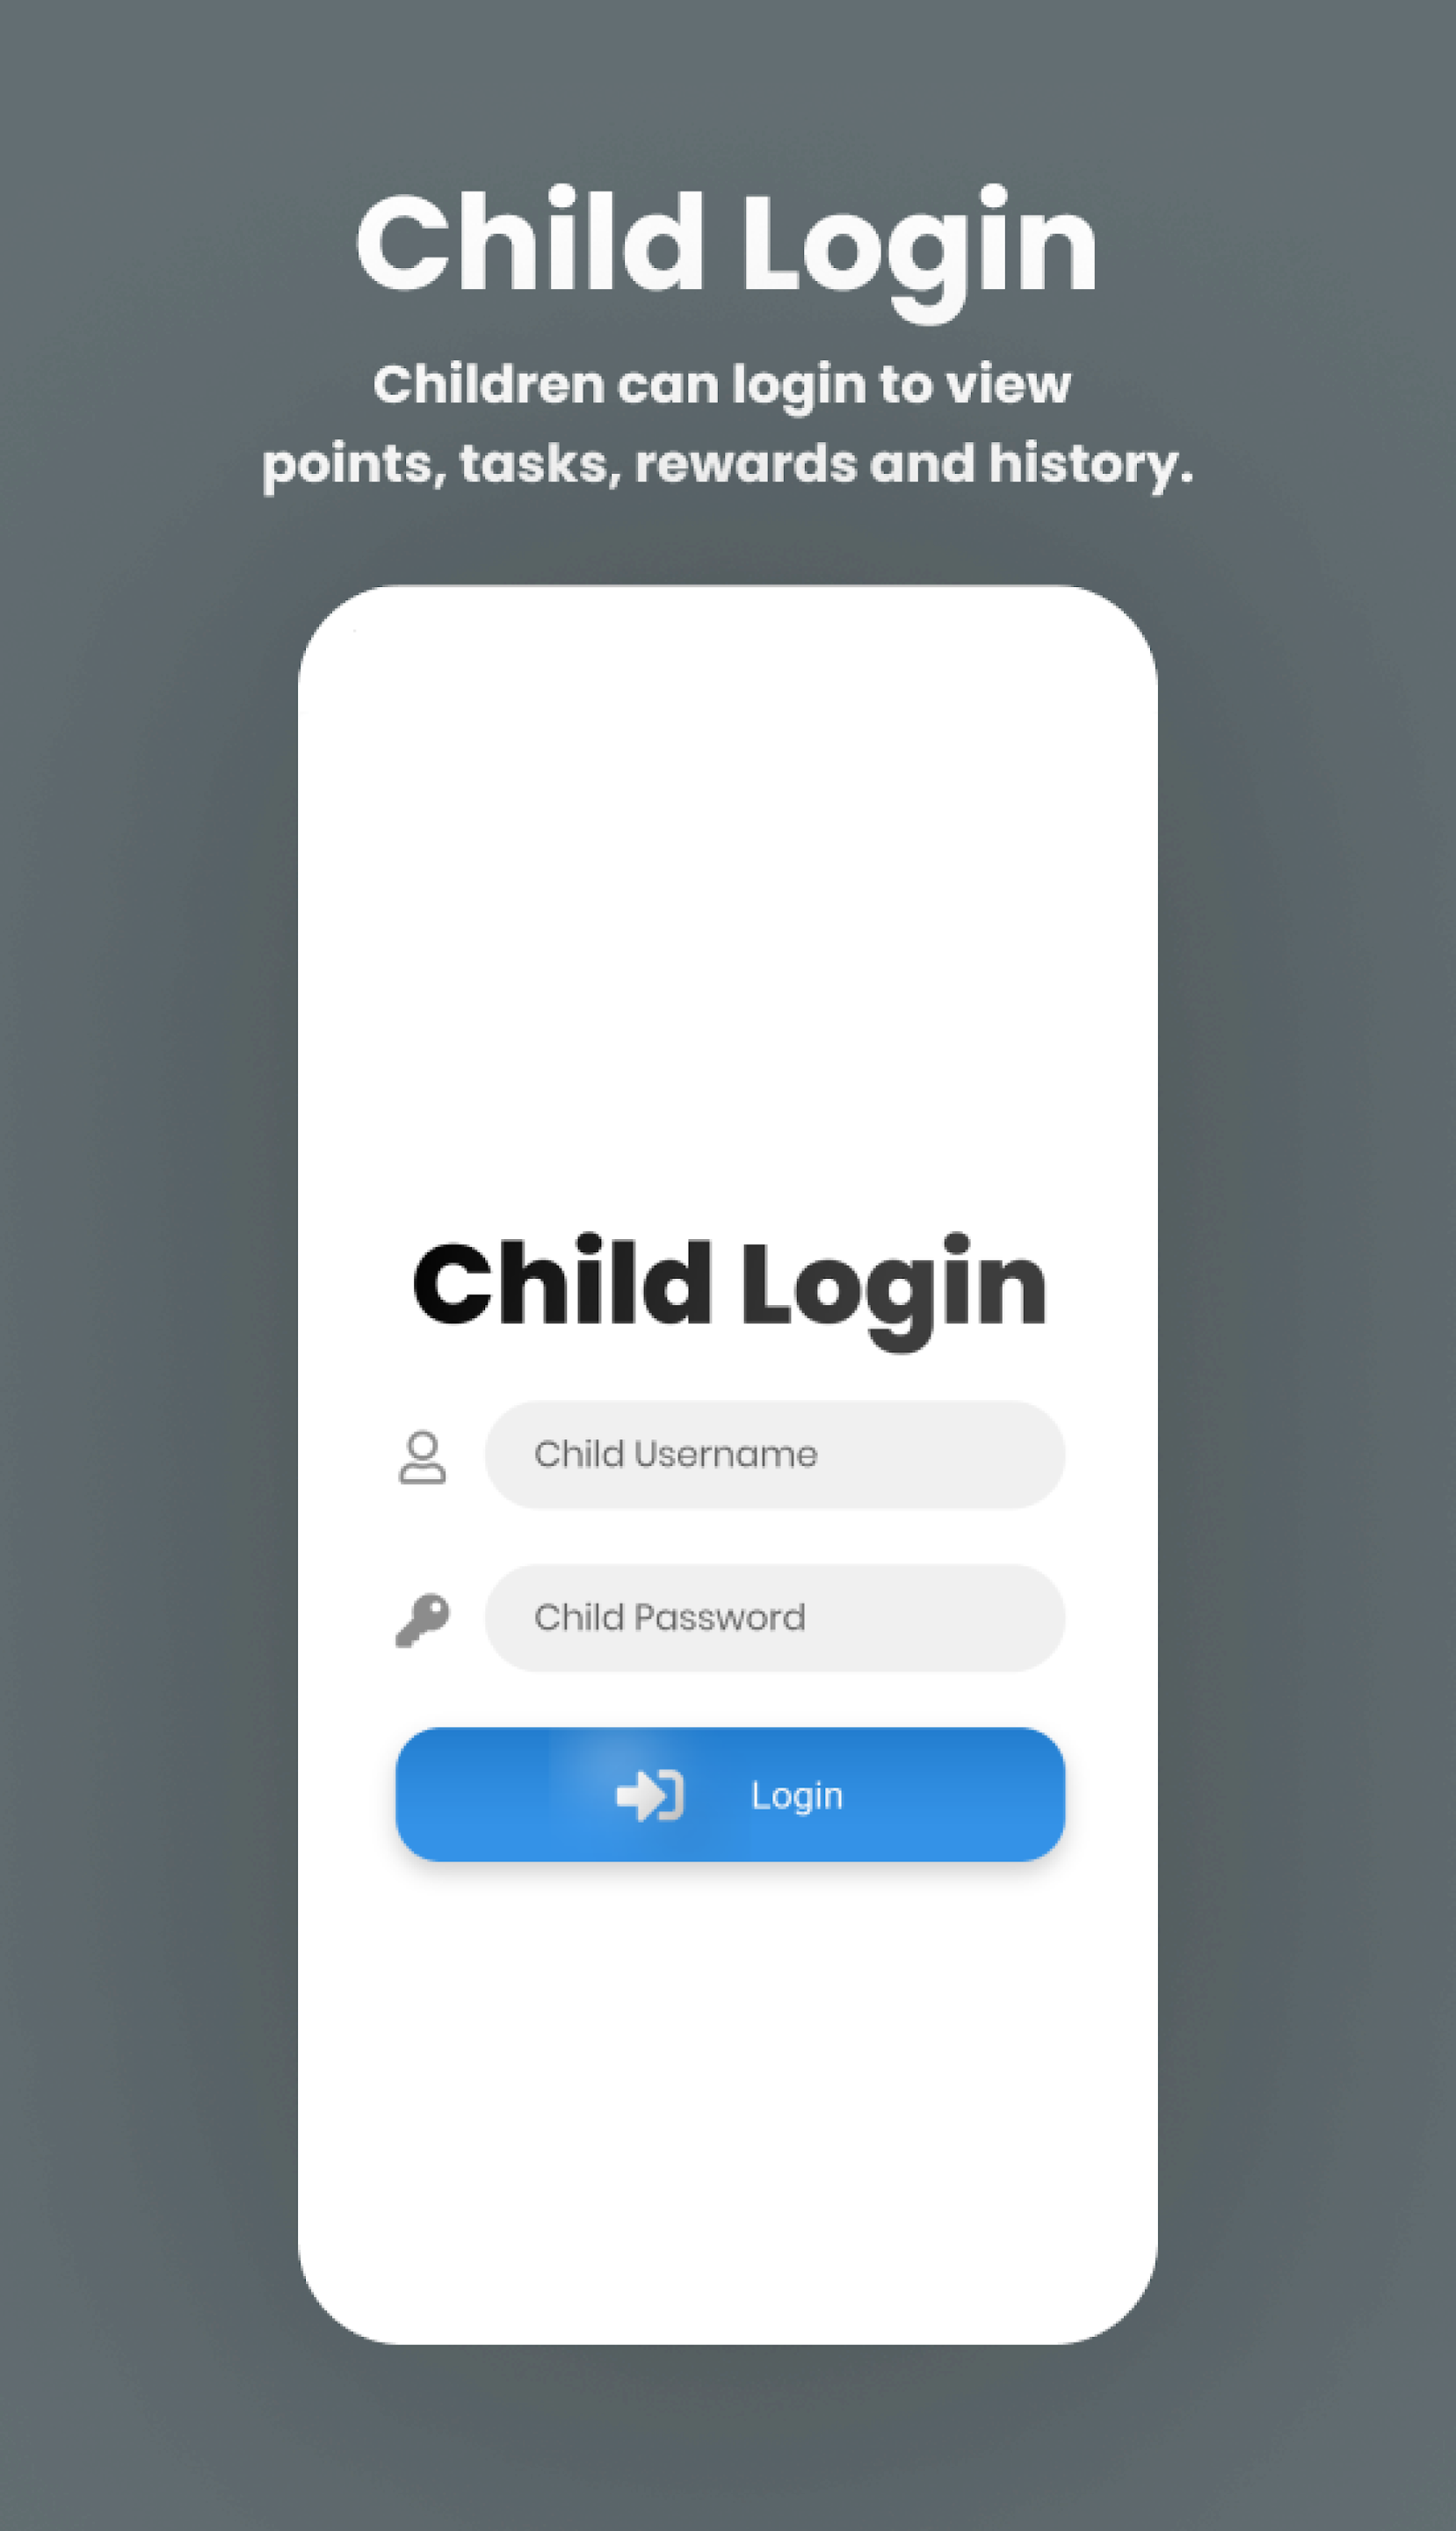 Child Login
Children can login to view
points, tasks, rewards and history.
Child Login
Child Username
Child Password
Login